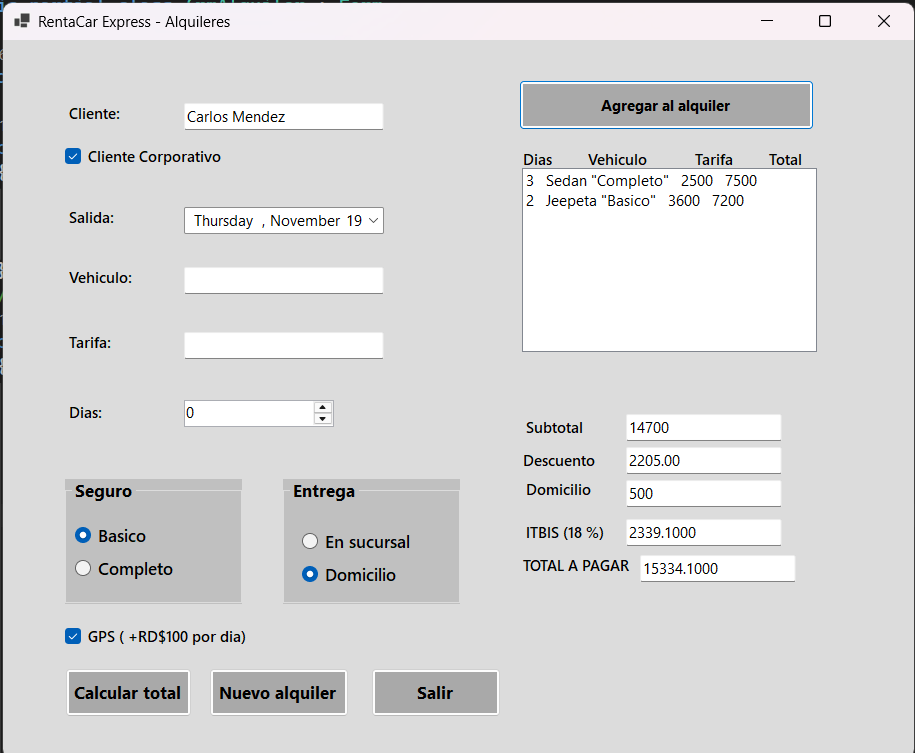 RentaCar Express - Alquileres
Cliente:
Carlos Mendez
Cliente Corporativo
Salida:
Thursday , November 19
Vehiculo:
Tarifa:
Dias:
0
Seguro
Basico
Completo
Entrega
En sucursal
Domicilio
GPS ( +RD$100 por dia)
Calcular total
Nuevo alquiler
Salir
Agregar al alquiler
Dias Vehiculo Tarifa Total
3 Sedan "Completo" 2500 7500
2 Jeepeta "Basico" 3600 7200
Subtotal
14700
Descuento
2205.00
Domicilio
500
ITBIS (18 %)
2339.1000
TOTAL A PAGAR
15334.1000